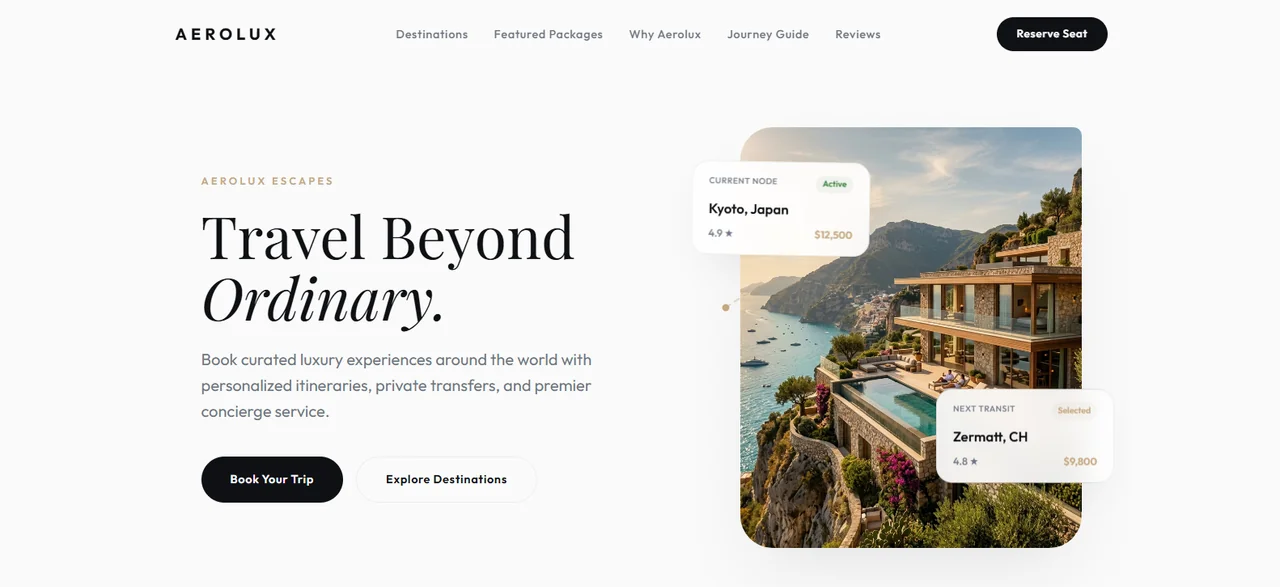 AEROLUX
Destinations
Featured Packages
Why Aerolux
Journey Guide
Reviews
Reserve Seat
AEROLUX ESCAPES
Travel Beyond
Ordinary.
Book curated luxury experiences around the world with
personalized itineraries, private transfers, and premier
concierge service.
Book Your Trip
Explore Destinations
CURRENT NODE
Active
Kyoto, Japan
4.9 ★
$12,500
NEXT TRANSIT
Selected
Zermatt, CH
4.8 ★
$9,800